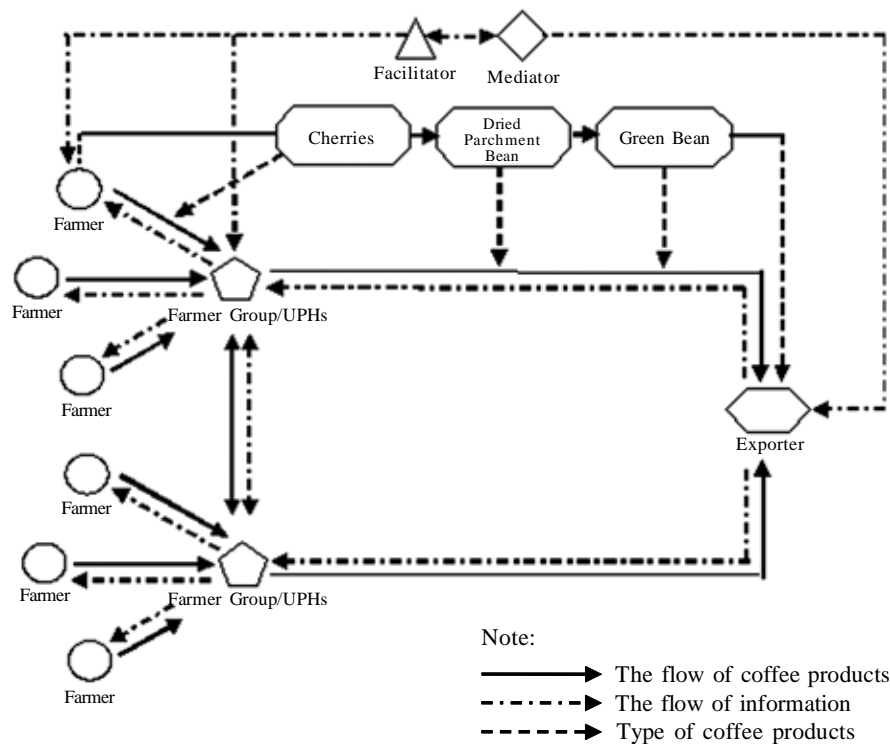 Facilitator
Mediator
Cherries
Dried
Parchment
Bean
Green Bean
Farmer
Farmer
Farmer Group/UPHs
Farmer
Exporter
Farmer
Farmer
Farmer Group/UPHs
Farmer
Note:
The flow of coffee products
The flow of information
Type of coffee products